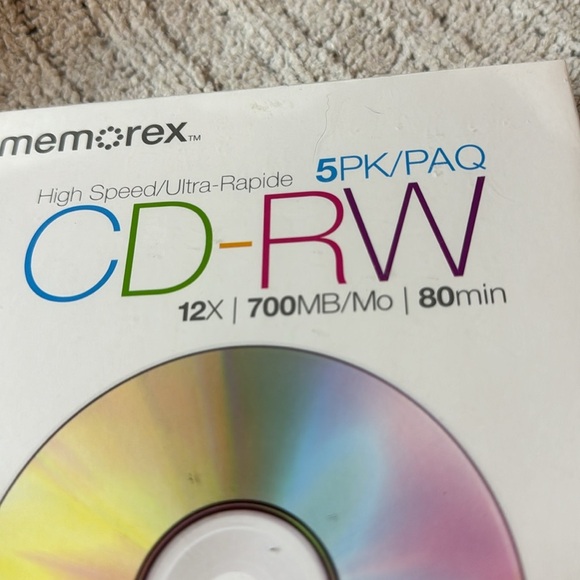 memorex™
5PK/PAQ
High Speed/Ultra-Rapide
CD-RW
12X | 700MB/Mo | 80min